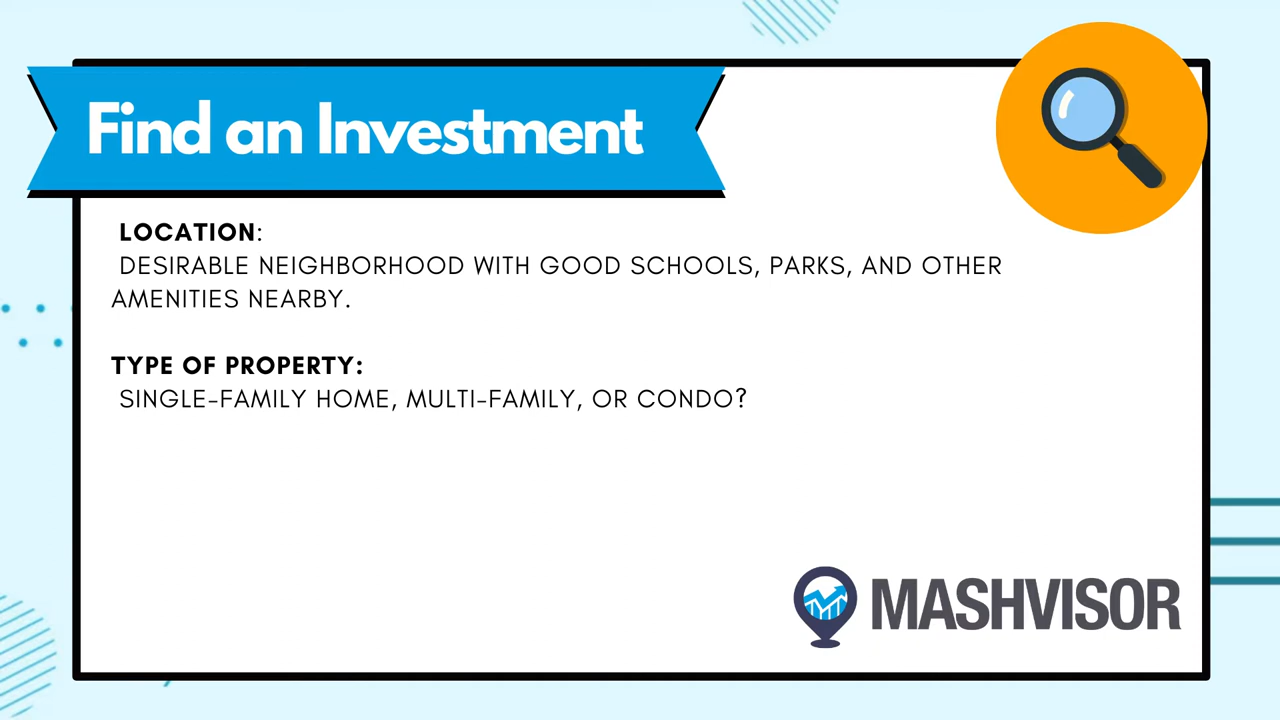 Find an Investment
LOCATION:
DESIRABLE NEIGHBORHOOD WITH GOOD SCHOOLS, PARKS, AND OTHER
AMENITIES NEARBY.
TYPE OF PROPERTY:
SINGLE-FAMILY HOME, MULTI-FAMILY, OR CONDO?
MASHVISOR